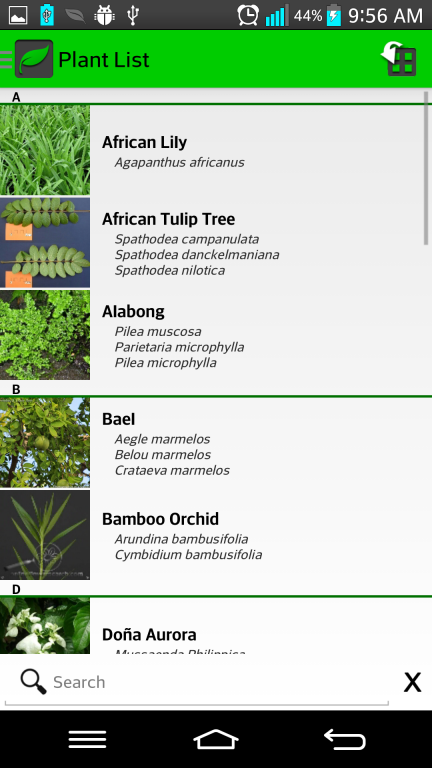 44% 9:56 AM
Plant List
A
African Lily
Agapanthus africanus
African Tulip Tree
Spathodea campanulata
Spathodea danckelmaniana
Spathodea nilotica
Alabong
Pilea muscosa
Parietaria microphylla
Pilea microphylla
B
Bael
Aegle marmelos
Belou marmelos
Crataeva marmelos
Bamboo Orchid
Arundina bambusifolia
Cymbidium bambusifolia
D
Doña Aurora
Mussaenda Philippica
Search X